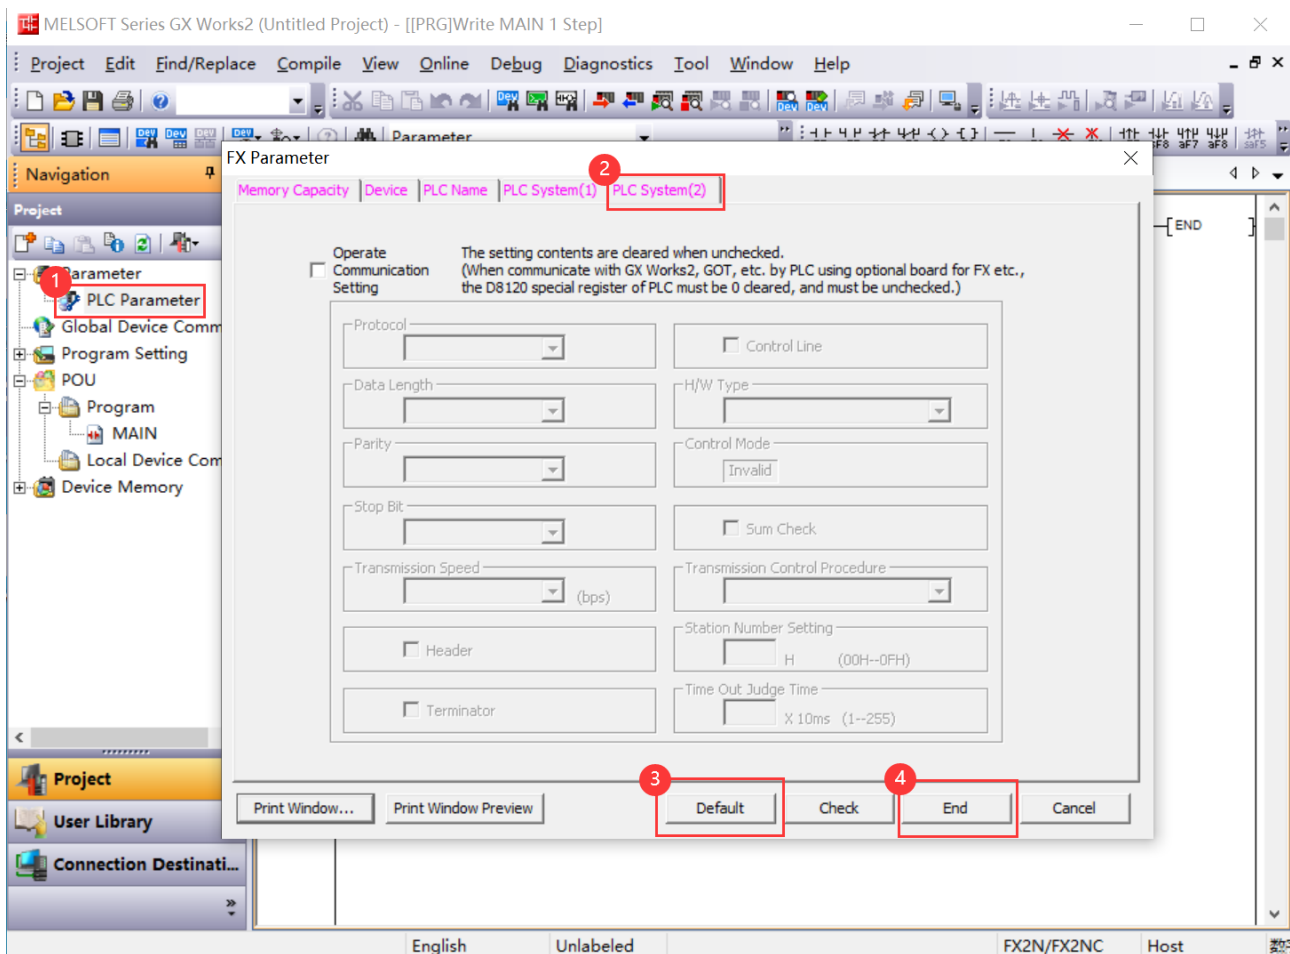 MELSOFT Series GX Works2 (Untitled Project) - [[PRG]Write MAIN 1 Step]
Project Edit Find/Replace Compile View Online Debug Diagnostics Tool Window Help
Parameter
Navigation
Project
Parameter
1
PLC Parameter
Global Device Comm
Program Setting
POU
Program
MAIN
Local Device Com
Device Memory
Project
User Library
Connection Destinati...
FX Parameter
2
Memory Capacity Device PLC Name PLC System(1) PLC System(2)
Operate
Communication
Setting
The setting contents are cleared when unchecked.
(When communicate with GX Works2, GOT, etc. by PLC using optional board for FX etc.,
the D8120 special register of PLC must be 0 cleared, and must be unchecked.)
Protocol
Control Line
Data Length
H/W Type
Parity
Control Mode
Invalid
Stop Bit
Sum Check
Transmission Speed
(bps)
Transmission Control Procedure
Header
Station Number Setting
H (00H--0FH)
Terminator
Time Out Judge Time
X 10ms (1--255)
3
4
Print Window... Print Window Preview Default Check End Cancel
END
English Unlabeled FX2N/FX2NC Host